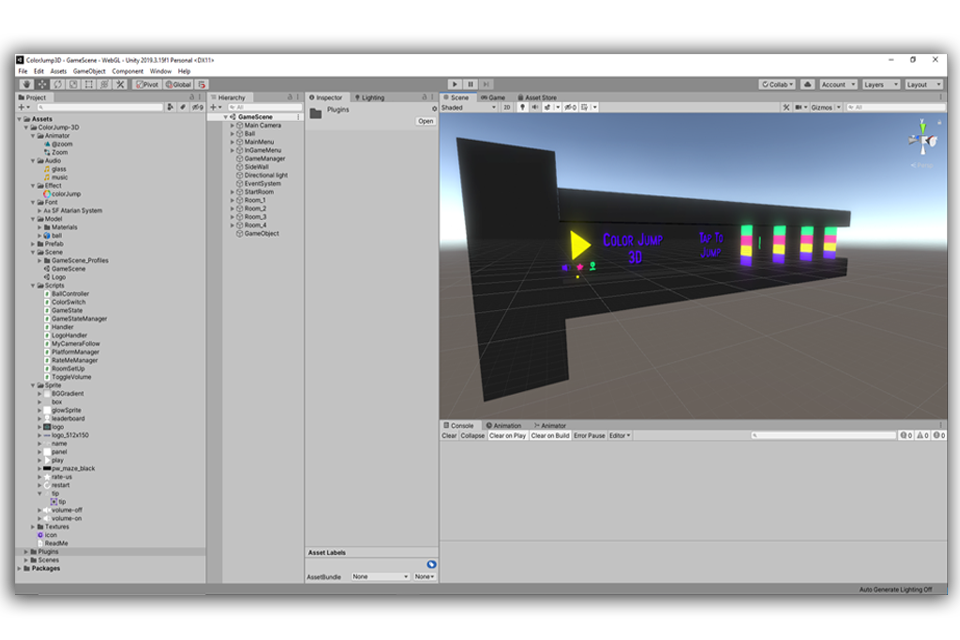 ColorJump3D - GameScene - WebGL - Unity 2019.3.15f1 Personal <DX11>
File Edit Assets GameObject Component Window Help
Pivot Global Collab Account Layers Layout
Project
Assets
ColorJump-3D
Animator
@zoom
Zoom
Audio
glass
music
Effect
colorJump
Font
Aa SF Atarian System
Model
Materials
ball
Prefab
Scene
GameScene_Profiles
GameScene
Logo
Scripts
BallController
ColorSwitch
GameState
GameStateManager
Handler
LogoHandler
MyCameraFollow
PlatformManager
RateMeManager
RoomSetUp
ToggleVolume
Sprite
BGGradient
box
glowSprite
leaderboard
logo
logo_512x150
name
panel
play
pw_maze_black
rate-us
restart
tip
tip
volume-off
volume-on
Textures
icon
ReadMe
Plugins
Scenes
Packages
Hierarchy
All
GameScene
Main Camera
Ball
MainMenu
InGameMenu
GameManager
SideWall
Directional light
EventSystem
StartRoom
Room_1
Room_2
Room_3
Room_4
GameObject
Inspector Lighting
Plugins
Open
Asset Labels
AssetBundle None None
Scene Game Asset Store
Shaded 2D Gizmos All
Persp
Color Jump
3D
Tap To
Jump
Console Animation Animator
Clear Collapse Clear on Play Clear on Build Error Pause Editor 0 0 0
Auto Generate Lighting Off